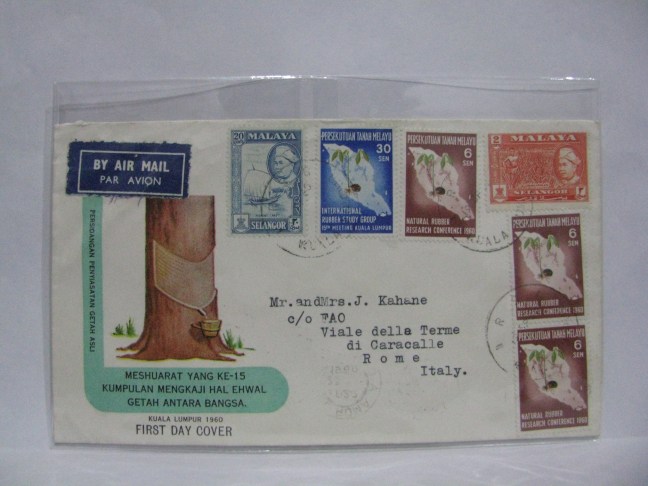 BY AIR MAIL
PAR AVION
PERSIDANGAN PENYIASATAN GETAH ASLI
MESHUARAT YANG KE-15
KUMPULAN MENGKAJI HAL EHWAL
GETAH ANTARA BANGSA.
KUALA LUMPUR 1960
FIRST DAY COVER
20
MALAYA
SELANGOR
PERSEKUTUAN TANAH MELAYU
30
SEN
INTERNATIONAL
RUBBER STUDY GROUP
15TH MEETING KUALA LUMPUR
PERSEKUTUAN TANAH MELAYU
6
SEN
NATURAL RUBBER
RESEARCH CONFERENCE 1960
2
MALAYA
SELANGOR
PERSEKUTUAN TANAH MELAYU
6
SEN
NATURAL RUBBER
RESEARCH CONFERENCE 1960
PERSEKUTUAN TANAH MELAYU
6
SEN
NATURAL RUBBER
RESEARCH CONFERENCE 1960
Mr.andMrs.J. Kahane
c/o FAO
Viale della Terme
di Caracalle
Rome
Italy.